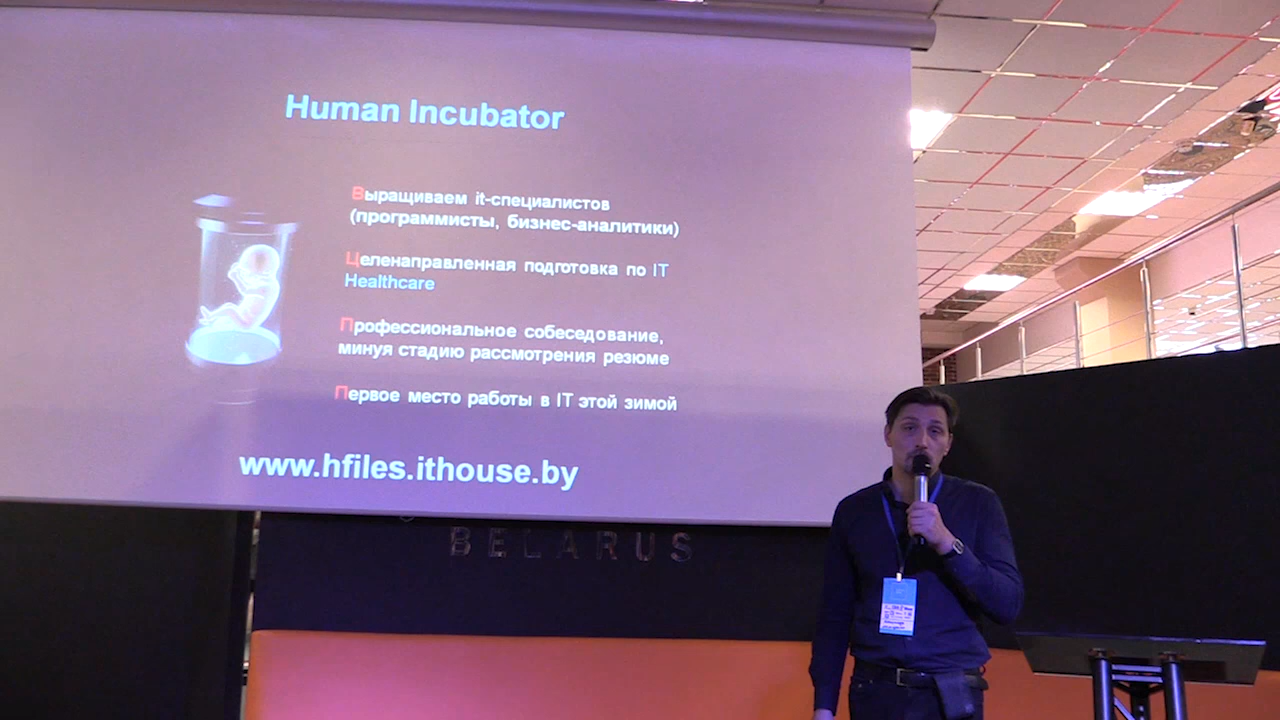 Human Incubator
Выращиваем it-специалистов
(программисты, бизнес-аналитики)
Целенаправленная подготовка по IT
Healthcare
Профессиональное собеседование,
минуя стадию рассмотрения резюме
Первое место работы в IT этой зимой
www.hfiles.ithouse.by
BELARUS